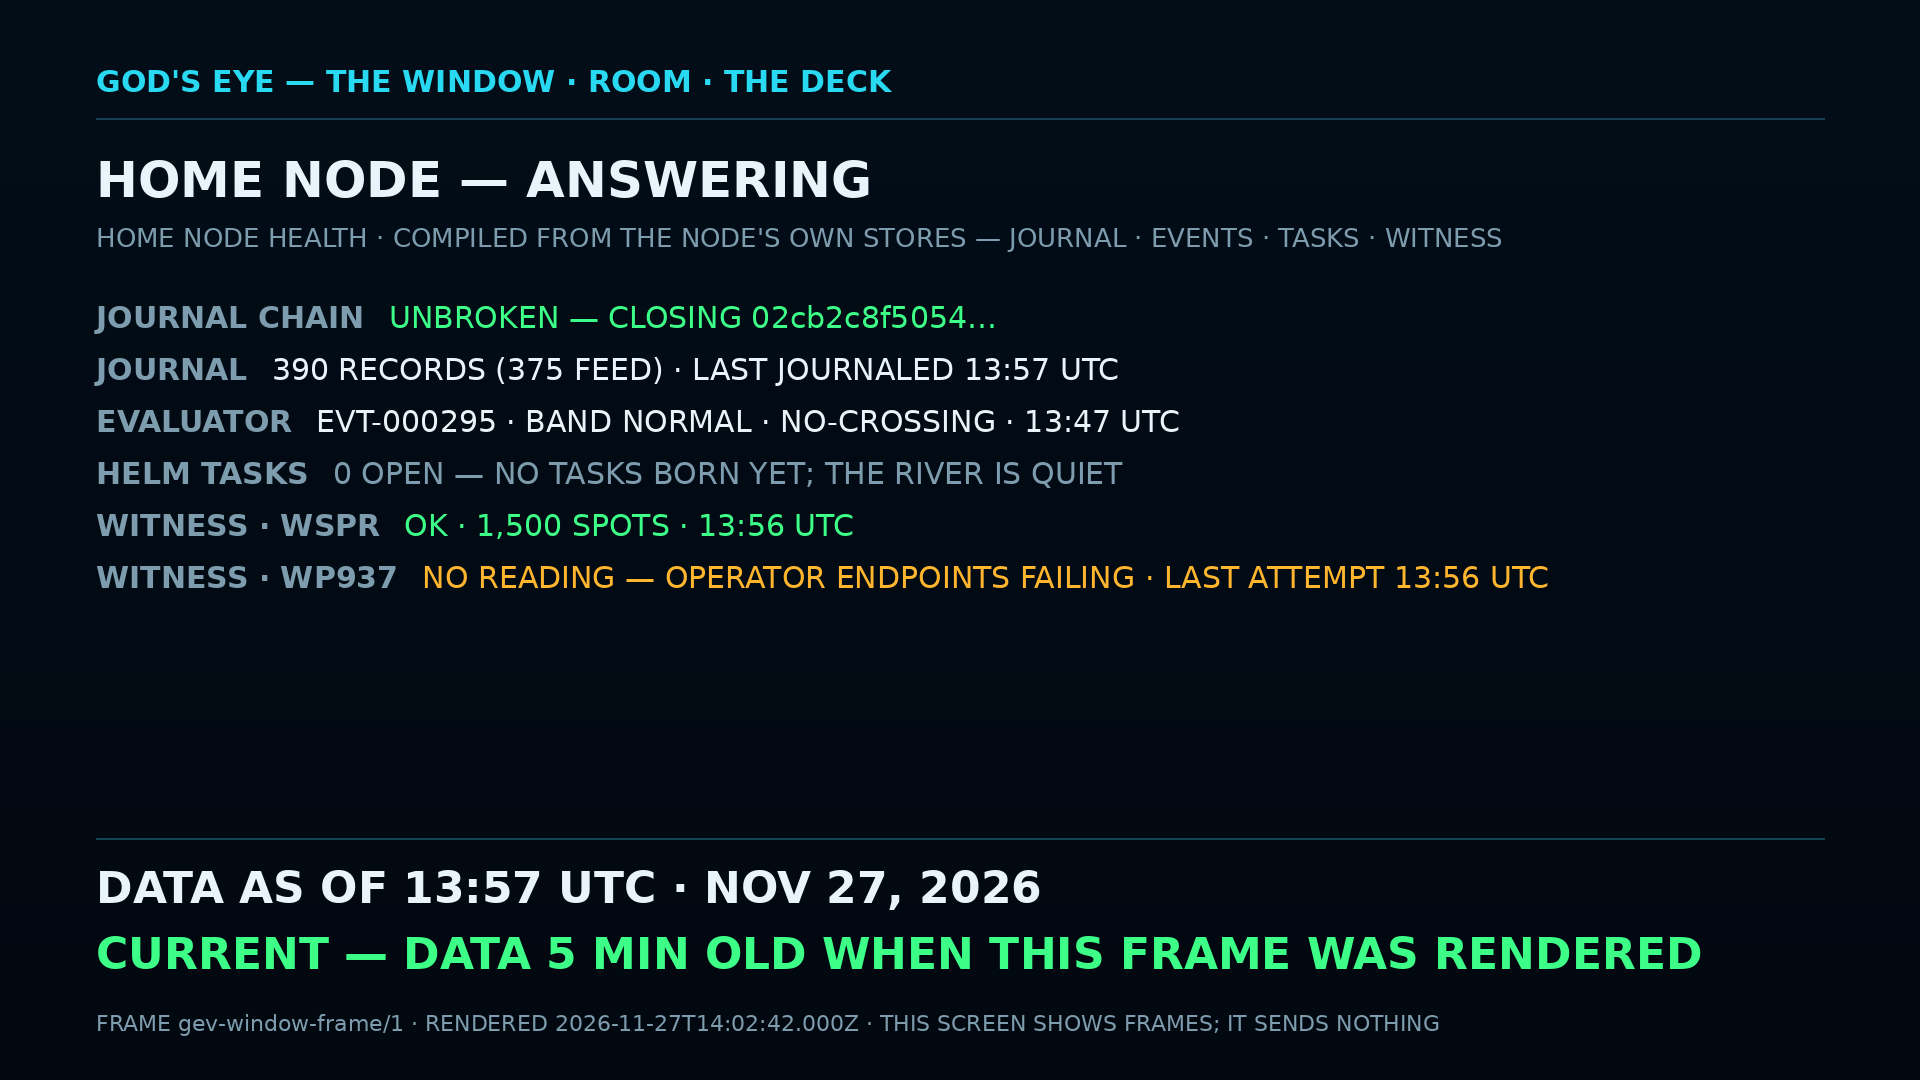 GOD'S EYE — THE WINDOW · ROOM · THE DECK
HOME NODE — ANSWERING
HOME NODE HEALTH · COMPILED FROM THE NODE'S OWN STORES — JOURNAL · EVENTS · TASKS · WITNESS
JOURNAL CHAIN UNBROKEN — CLOSING 02cb2c8f5054…
JOURNAL 390 RECORDS (375 FEED) · LAST JOURNALED 13:57 UTC
EVALUATOR EVT-000295 · BAND NORMAL · NO-CROSSING · 13:47 UTC
HELM TASKS 0 OPEN — NO TASKS BORN YET; THE RIVER IS QUIET
WITNESS · WSPR OK · 1,500 SPOTS · 13:56 UTC
WITNESS · WP937 NO READING — OPERATOR ENDPOINTS FAILING · LAST ATTEMPT 13:56 UTC
DATA AS OF 13:57 UTC · NOV 27, 2026
CURRENT — DATA 5 MIN OLD WHEN THIS FRAME WAS RENDERED
FRAME gev-window-frame/1 · RENDERED 2026-11-27T14:02:42.000Z · THIS SCREEN SHOWS FRAMES; IT SENDS NOTHING